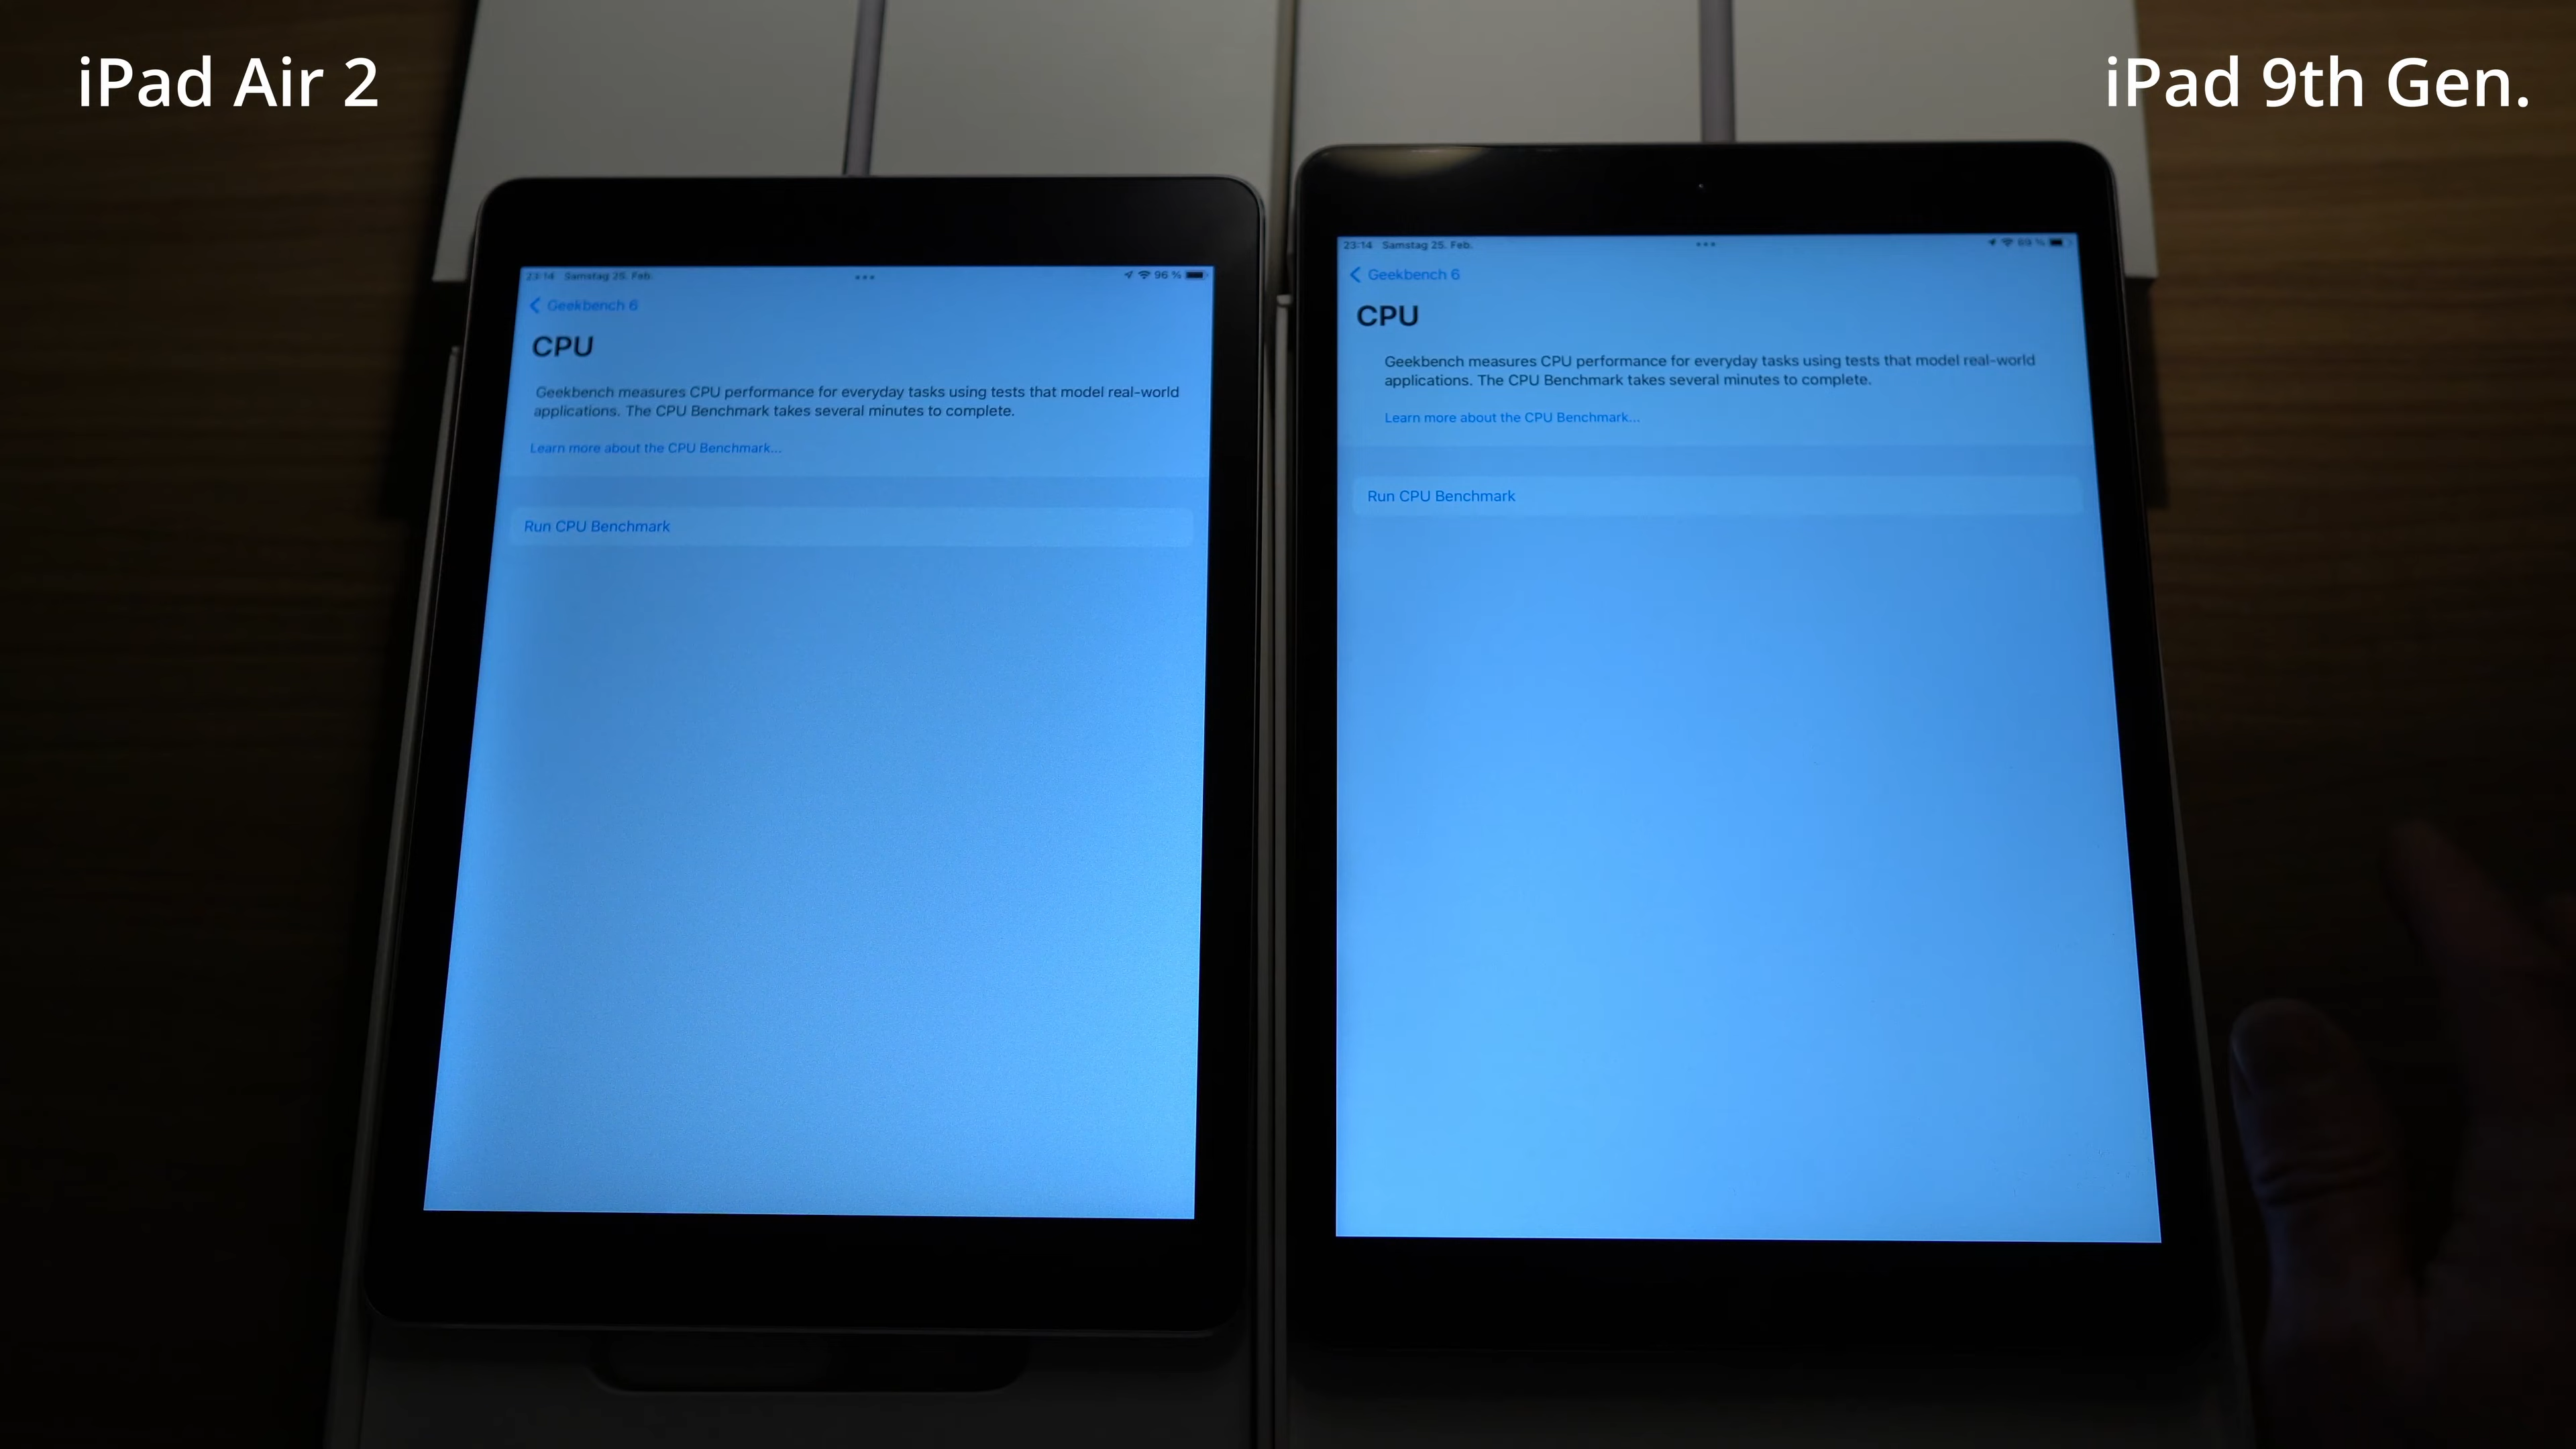 iPad Air 2
iPad 9th Gen.
23:14 Samstag 25. Feb.
96 %
Geekbench 6
CPU
Geekbench measures CPU performance for everyday tasks using tests that model real-world
applications. The CPU Benchmark takes several minutes to complete.
Learn more about the CPU Benchmark...
Run CPU Benchmark
23:14 Samstag 25. Feb.
Geekbench 6
CPU
Geekbench measures CPU performance for everyday tasks using tests that model real-world
applications. The CPU Benchmark takes several minutes to complete.
Learn more about the CPU Benchmark...
Run CPU Benchmark